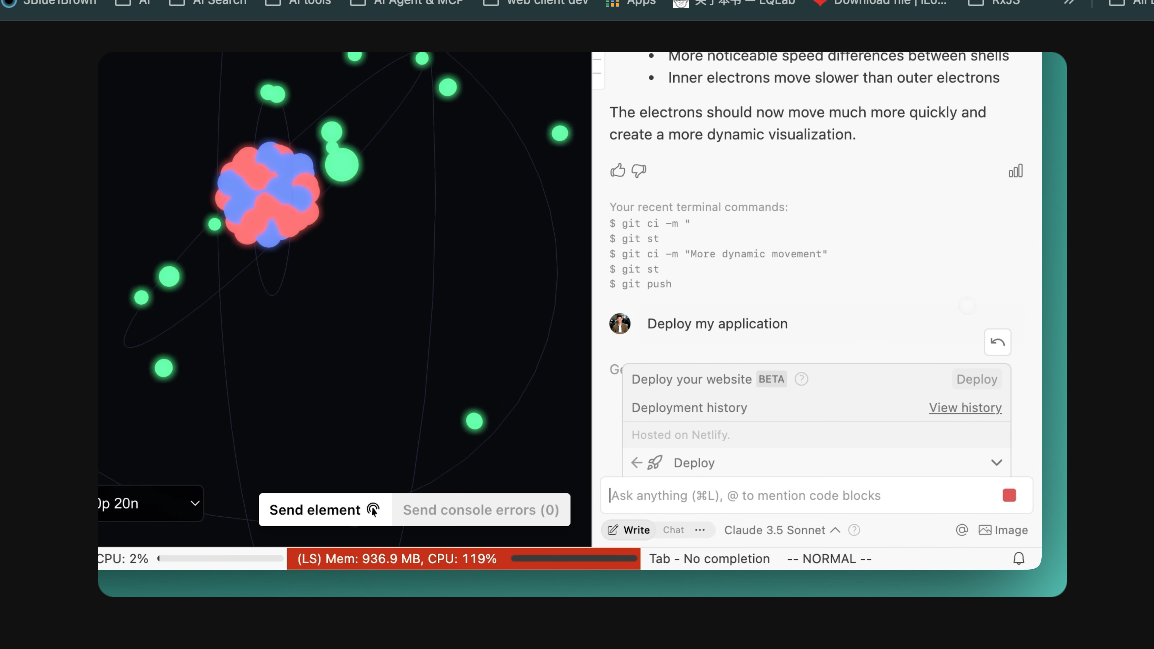 3Blue1Brown AI AI Search AI tools AI Agent & MCP web client dev Apps Download file | iLo... RxJS
More noticeable speed differences between shells
Inner electrons move slower than outer electrons
The electrons should now move much more quickly and
create a more dynamic visualization.
Your recent terminal commands:
$ git ci -m "
$ git st
$ git ci -m "More dynamic movement"
$ git st
$ git push
Deploy my application
Ge
Deploy your website BETA ?
Deploy
Deployment history
View history
Hosted on Netlify.
Deploy
0p 20n
Send element
Send console errors (0)
Ask anything (⌘L), @ to mention code blocks
Write Chat ··· Claude 3.5 Sonnet ? @ Image
CPU: 2%
(LS) Mem: 936.9 MB, CPU: 119%
Tab - No completion -- NORMAL --